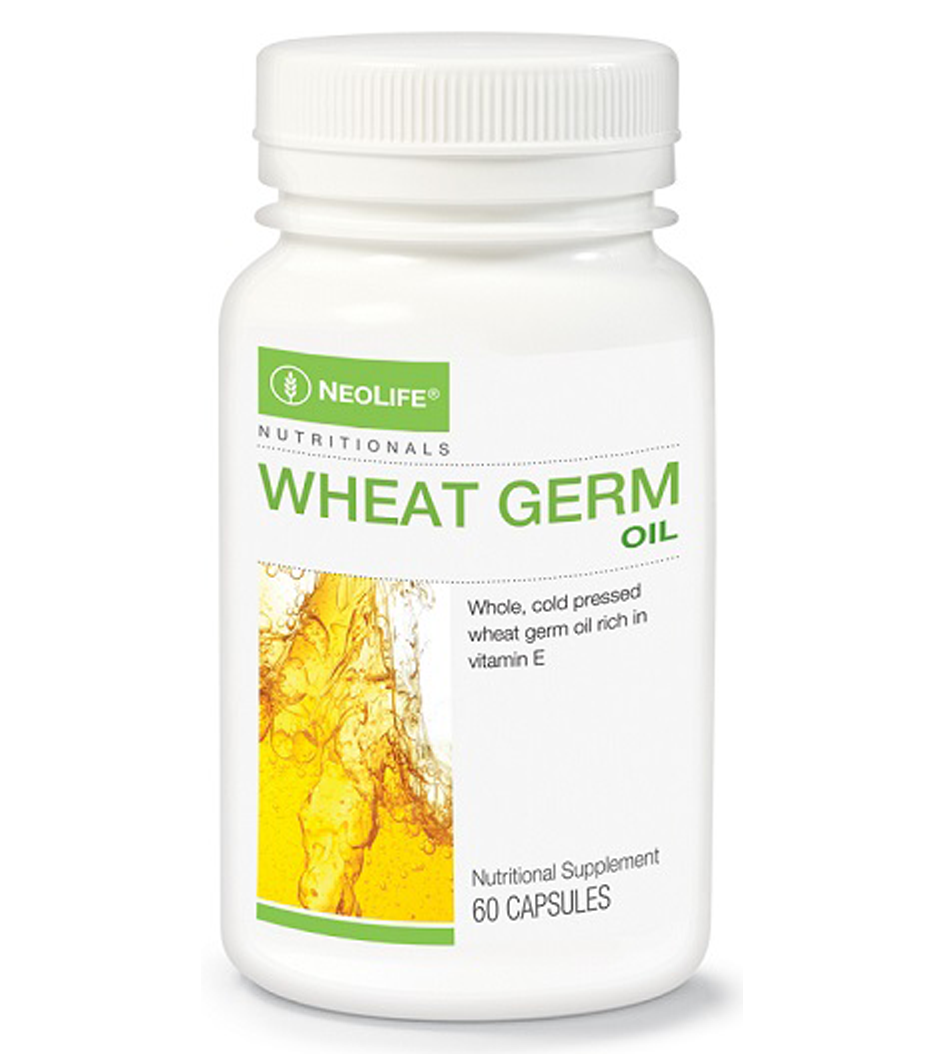 NEOLIFE®
NUTRITIONALS
WHEAT GERM
OIL
Whole, cold pressed
wheat germ oil rich in
vitamin E
Nutritional Supplement
60 CAPSULES